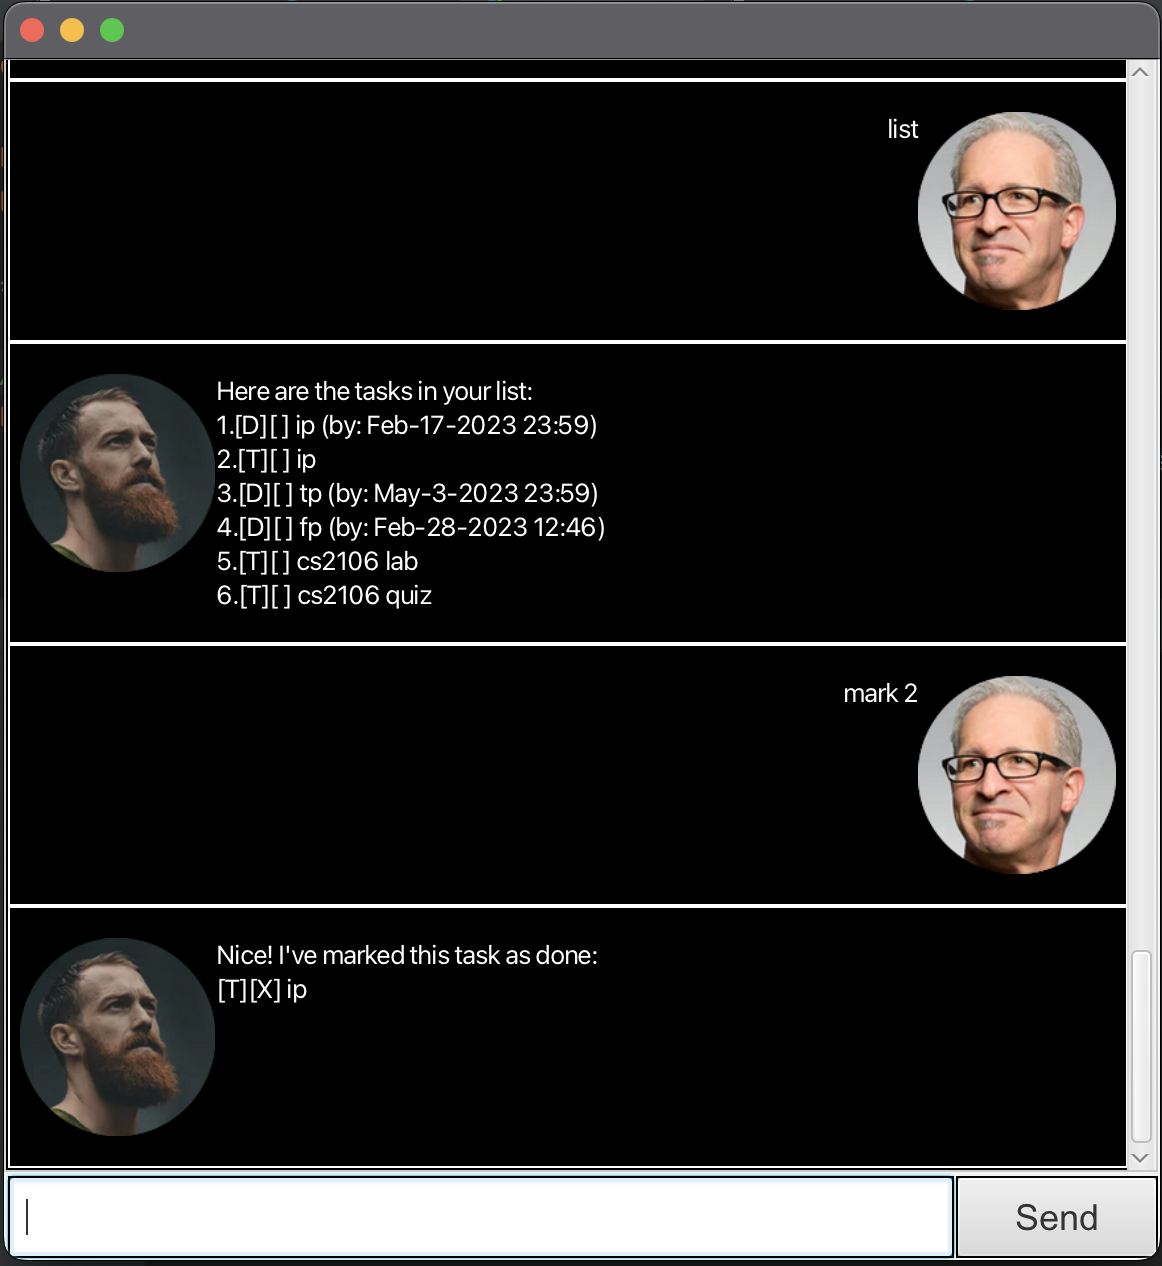 list
Here are the tasks in your list:
1.[D][ ] ip (by: Feb-17-2023 23:59)
2.[T][ ] ip
3.[D][ ] tp (by: May-3-2023 23:59)
4.[D][ ] fp (by: Feb-28-2023 12:46)
5.[T][ ] cs2106 lab
6.[T][ ] cs2106 quiz
mark 2
Nice! I've marked this task as done:
[T][X] ip
Send